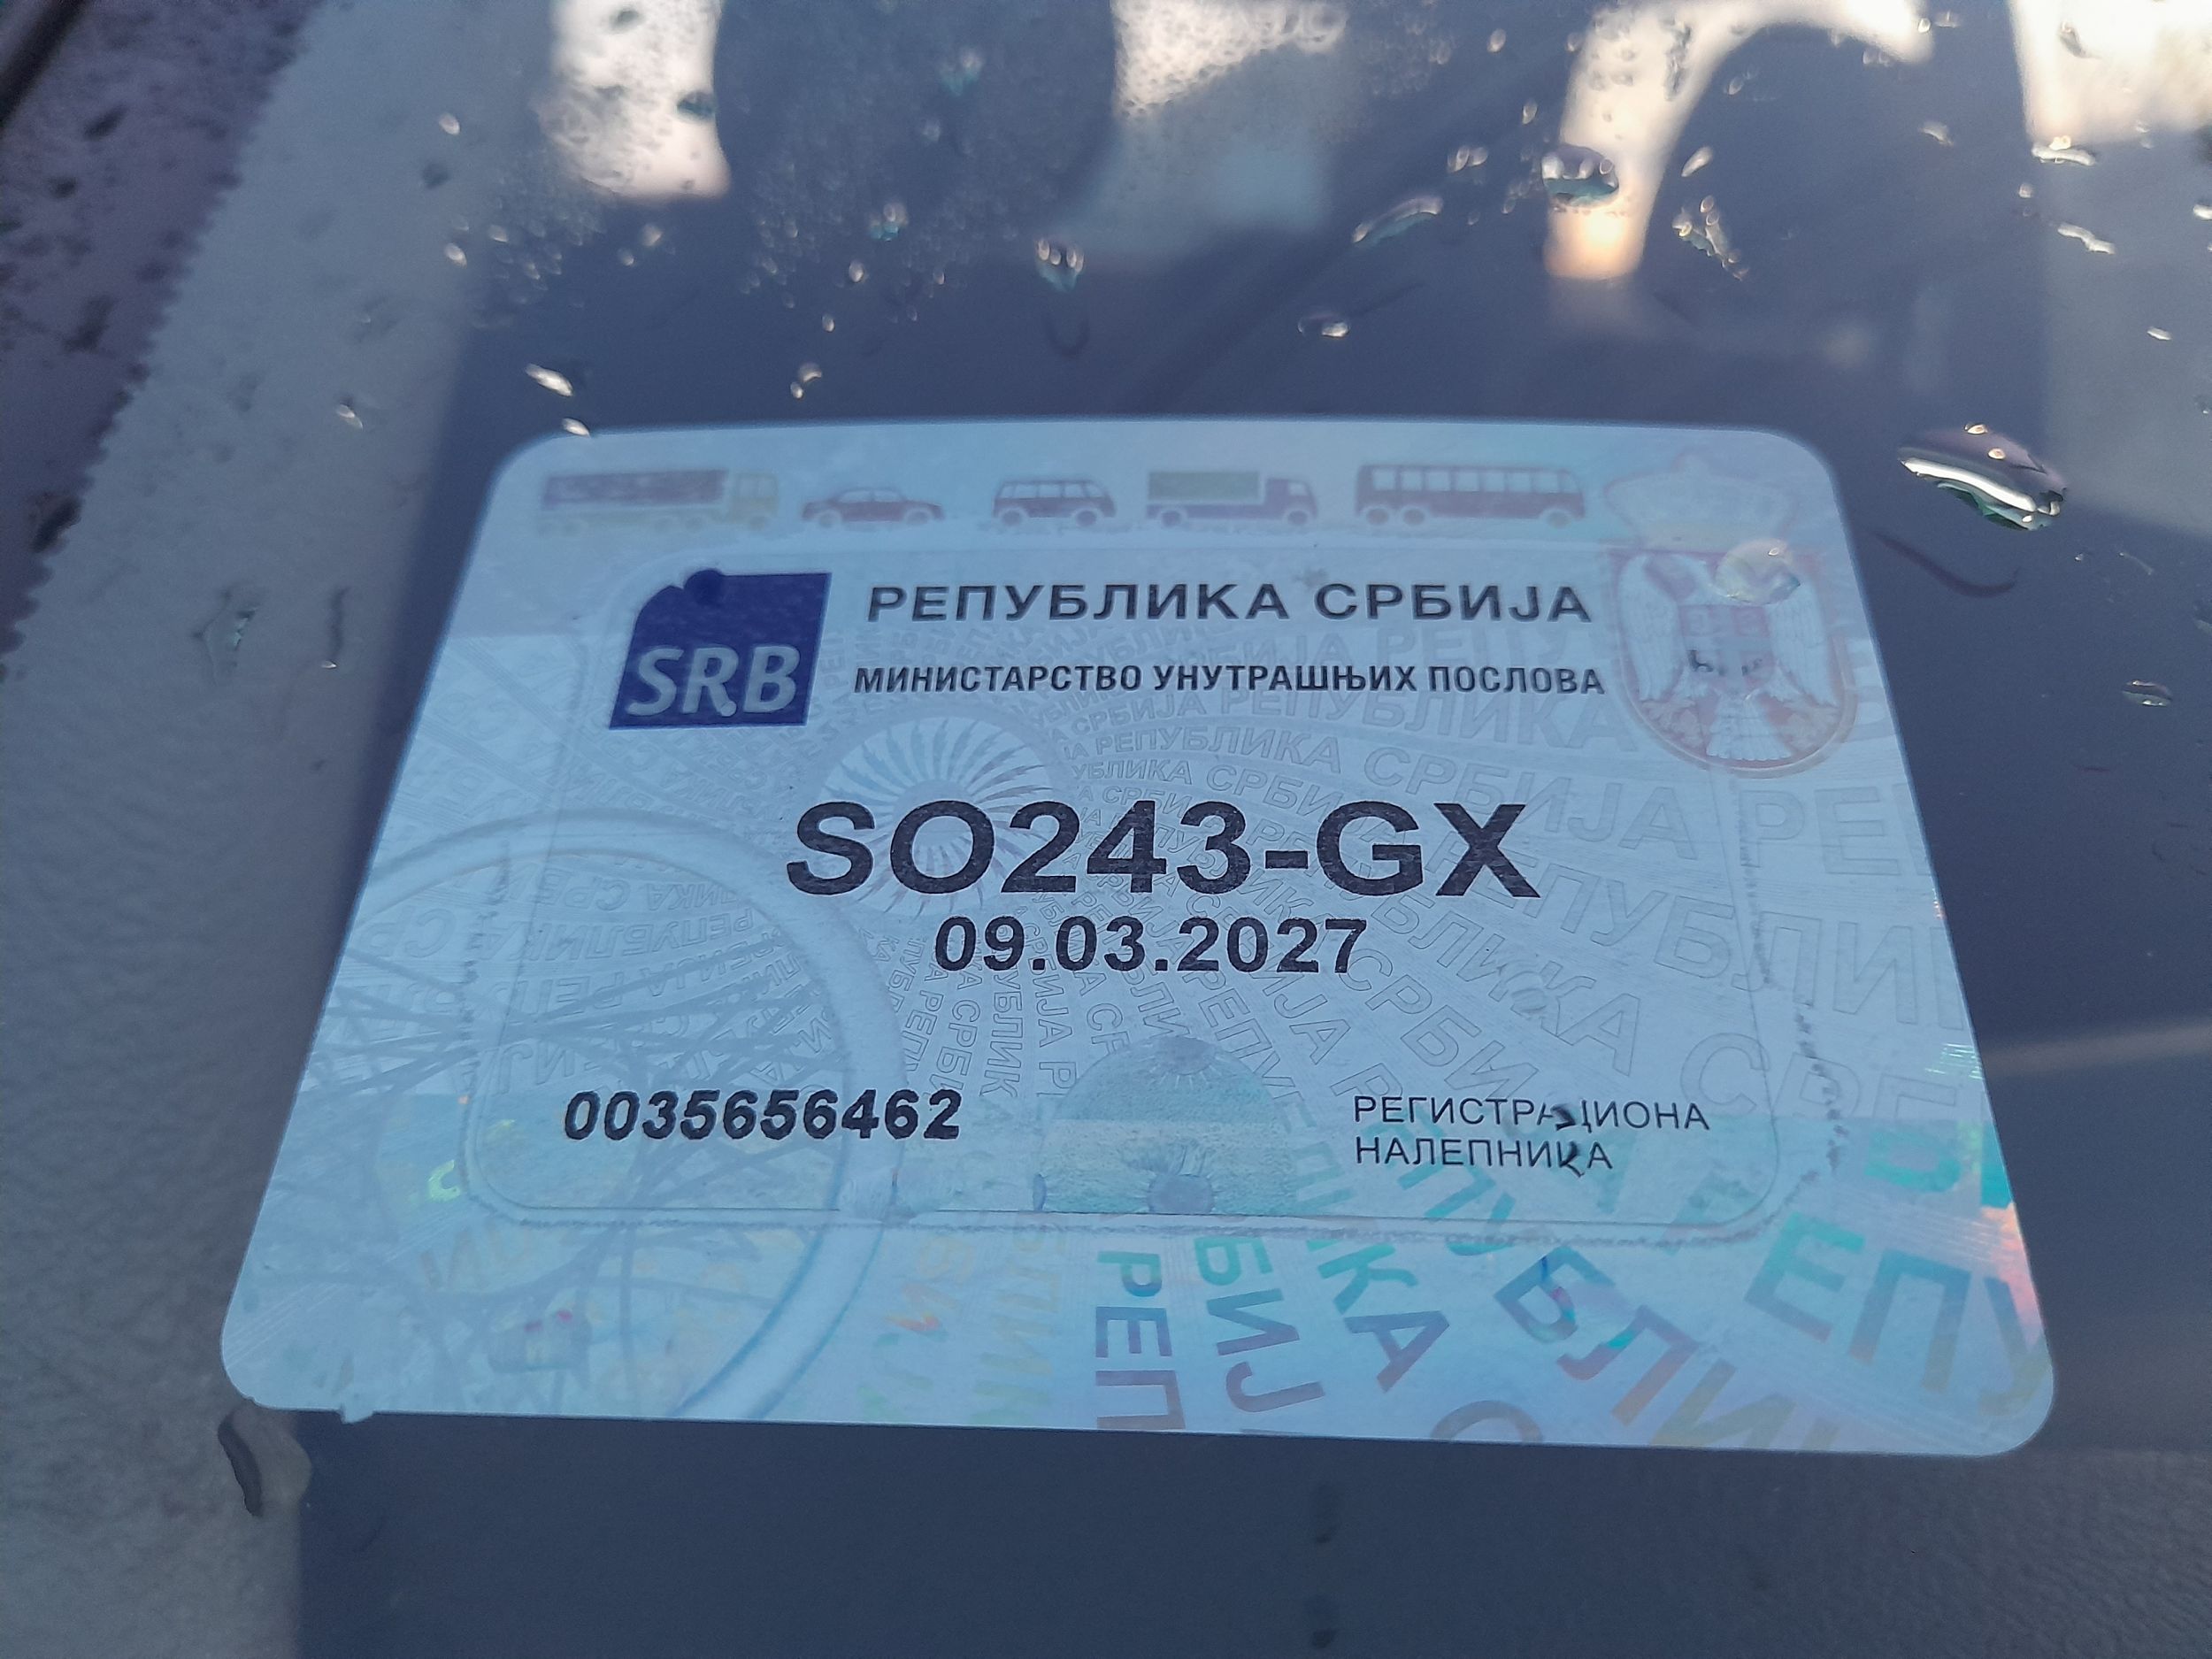 РЕПУБЛИКА СРБИЈА
SRB
МИНИСТАРСТВО УНУТРАШЊИХ ПОСЛОВА
SO243-GX
09.03.2027
0035656462
РЕГИСТРАЦИОНА
НАЛЕПНИЦА